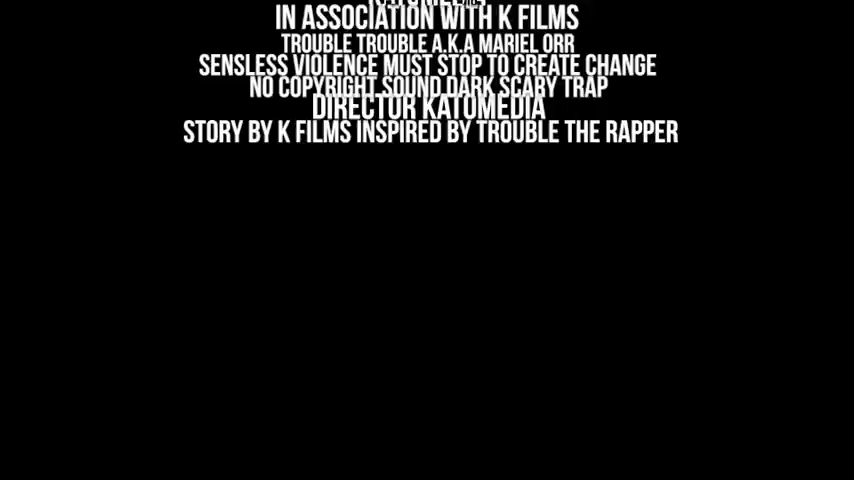 IN ASSOCIATION WITH K FILMS
TROUBLE TROUBLE A.K.A MARIEL ORR
SENSLESS VIOLENCE MUST STOP TO CREATE CHANGE
NO COPYRIGHT SOUND DARK SCARY TRAP
DIRECTOR KATOMEDIA
STORY BY K FILMS INSPIRED BY TROUBLE THE RAPPER